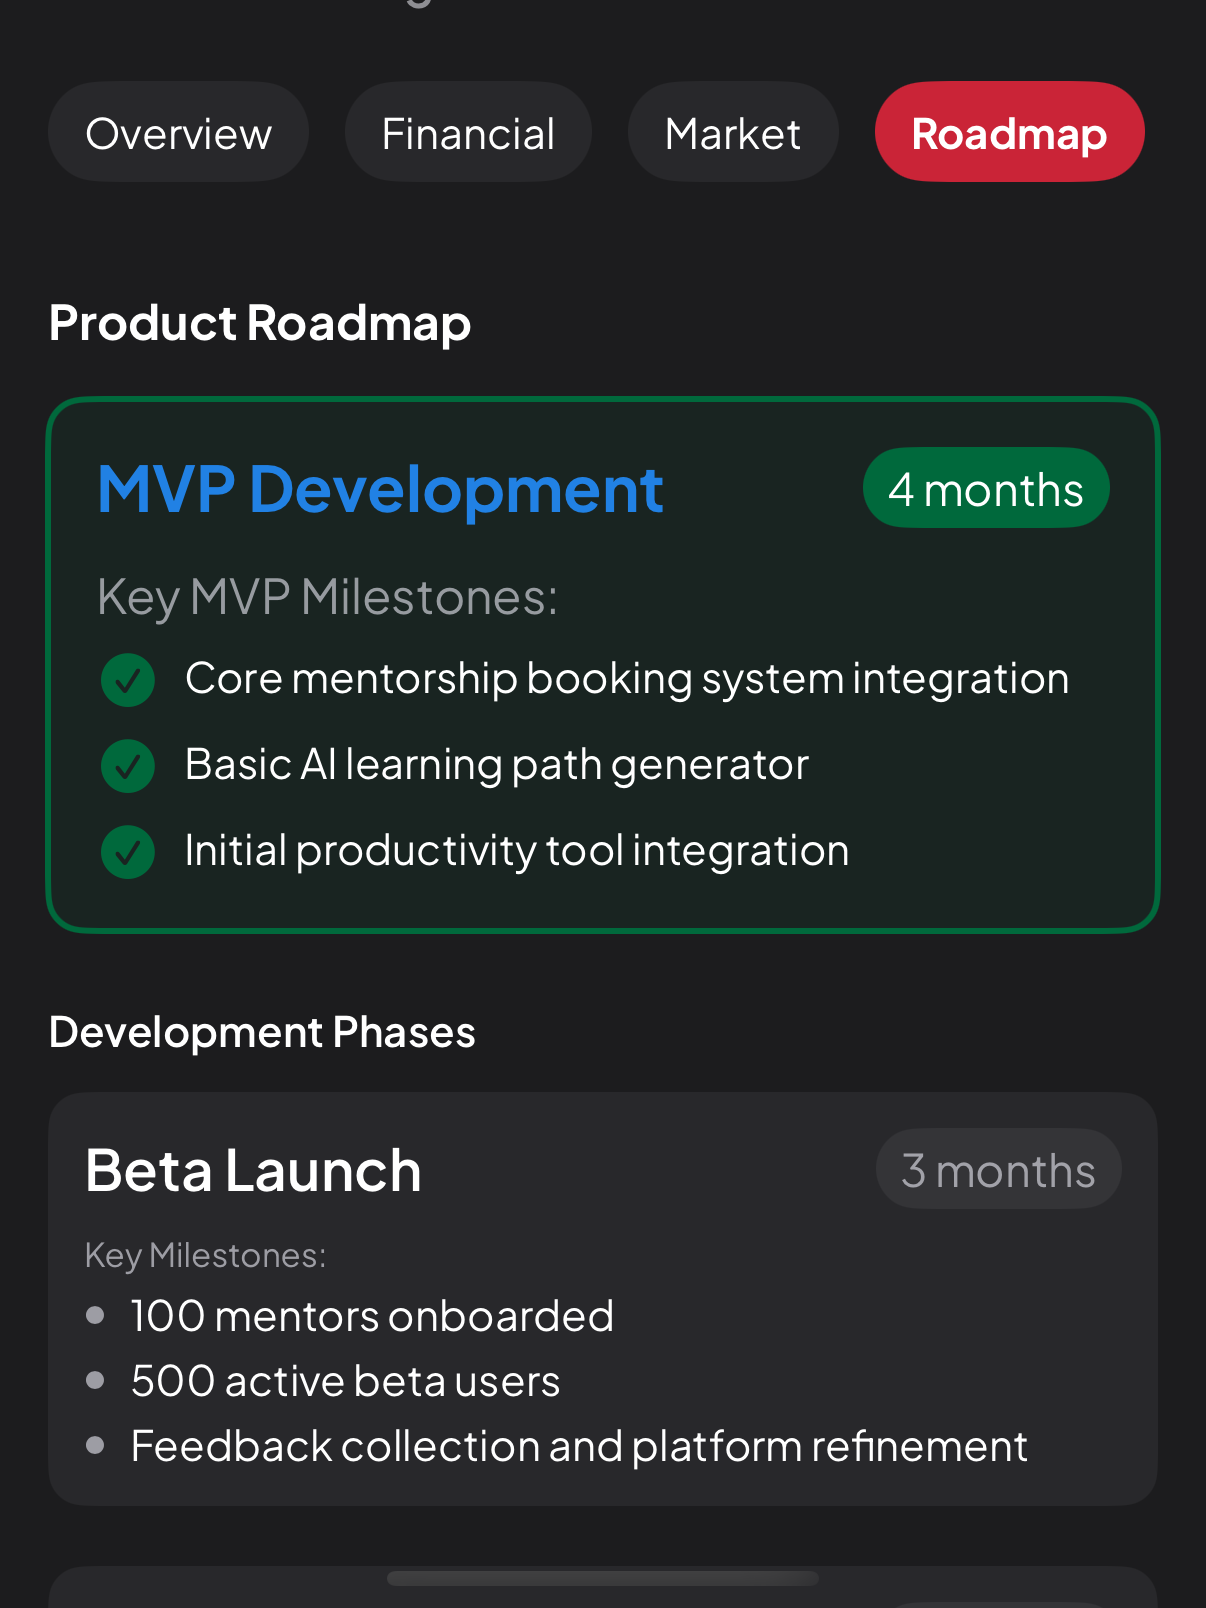 Overview Financial Market Roadmap
Product Roadmap
MVP Development 4 months
Key MVP Milestones:
Core mentorship booking system integration
Basic AI learning path generator
Initial productivity tool integration
Development Phases
Beta Launch 3 months
Key Milestones:
100 mentors onboarded
500 active beta users
Feedback collection and platform refinement